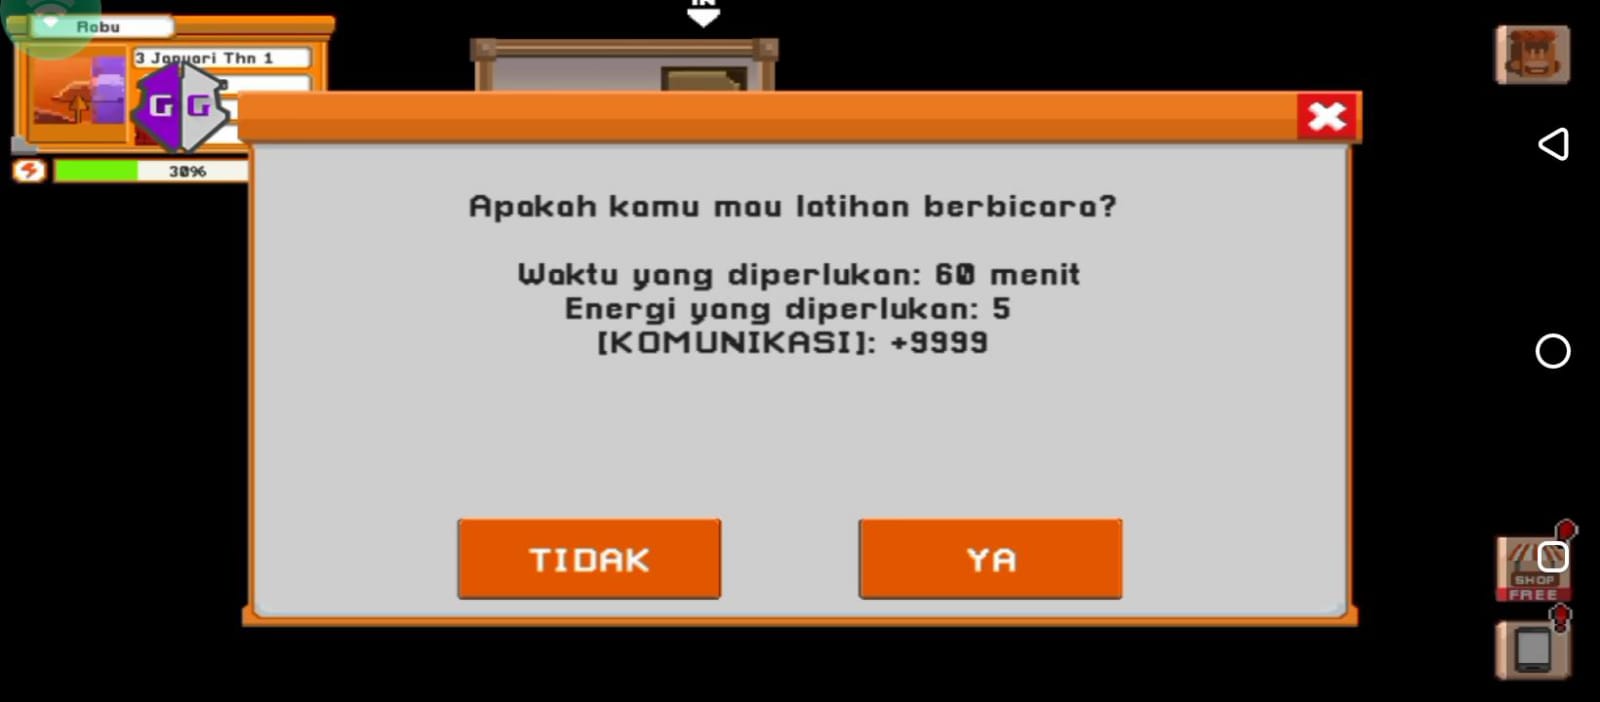 IN
Rabu
3 Januari Thn 1
G G
30%
Apakah kamu mau latihan berbicara?
Waktu yang diperlukan: 60 menit
Energi yang diperlukan: 5
[KOMUNIKASI]: +9999
TIDAK
YA
SHOP
FREE